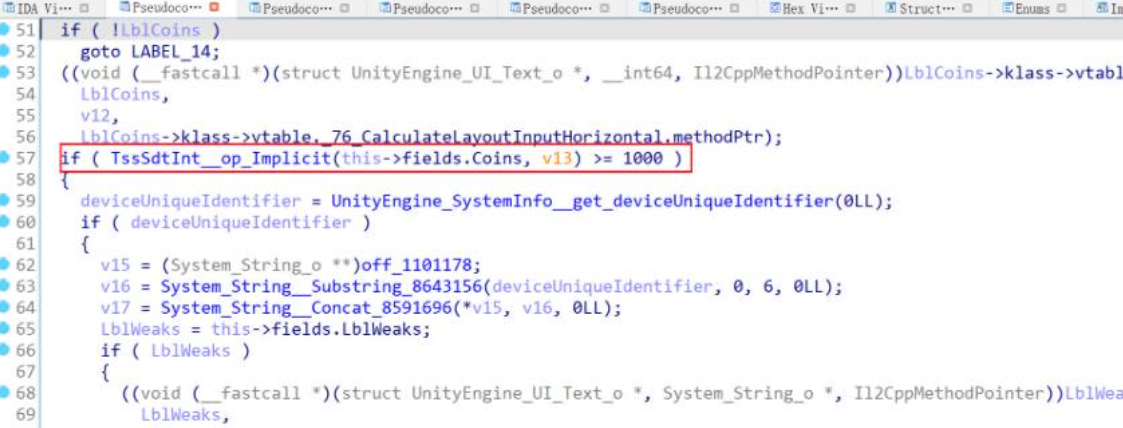 IDA Vi··· Pseudoco··· Pseudoco··· Pseudoco··· Pseudoco··· Pseudoco··· Hex Vi··· Struct··· Enums Im
51 if ( !LblCoins )
52 goto LABEL_14;
53 ((void (__fastcall *)(struct UnityEngine_UI_Text_o *, __int64, Il2CppMethodPointer))LblCoins->klass->vtabl
54 LblCoins,
55 v12,
56 LblCoins->klass->vtable._76_CalculateLayoutInputHorizontal.methodPtr);
57 if ( TssSdtInt__op_Implicit(this->fields.Coins, v13) >= 1000 )
58 {
59 deviceUniqueIdentifier = UnityEngine_SystemInfo__get_deviceUniqueIdentifier(0LL);
60 if ( deviceUniqueIdentifier )
61 {
62 v15 = (System_String_o **)off_1101178;
63 v16 = System_String__Substring_8643156(deviceUniqueIdentifier, 0, 6, 0LL);
64 v17 = System_String__Concat_8591696(*v15, v16, 0LL);
65 LblWeaks = this->fields.LblWeaks;
66 if ( LblWeaks )
67 {
68 ((void (__fastcall *)(struct UnityEngine_UI_Text_o *, System_String_o *, Il2CppMethodPointer))LblWea
69 LblWeaks,